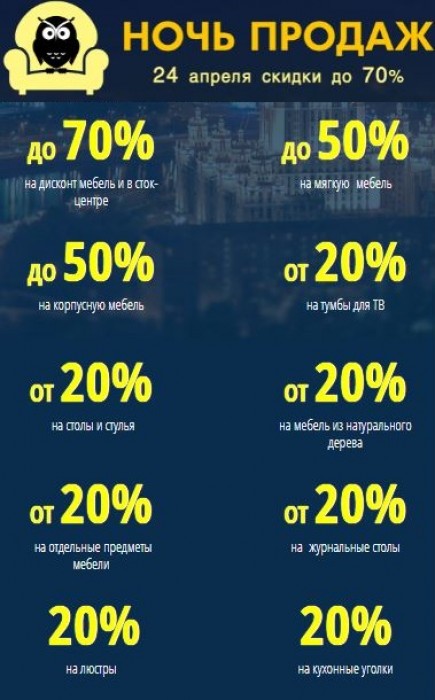 НОЧЬ ПРОДАЖ
24 апреля скидки до 70%
до 70%
на дисконт мебель и в сток-
центре
до 50%
на мягкую мебель
до 50%
на корпусную мебель
от 20%
на тумбы для ТВ
от 20%
на столы и стулья
от 20%
на мебель из натурального
дерева
от 20%
на отдельные предметы
мебели
от 20%
на журнальные столы
20%
на люстры
20%
на кухонные уголки